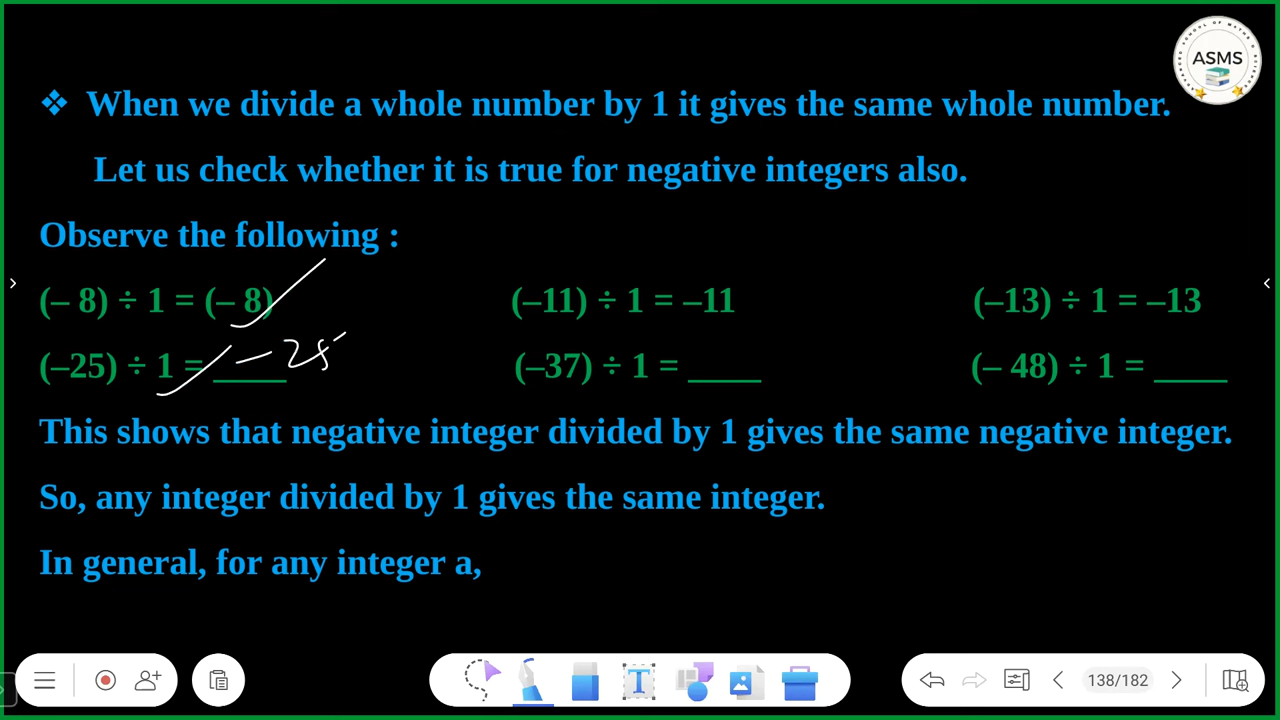 ASMS
❖ When we divide a whole number by 1 it gives the same whole number.
Let us check whether it is true for negative integers also.
Observe the following :
(– 8) ÷ 1 = (– 8) (–11) ÷ 1 = –11 (–13) ÷ 1 = –13
(–25) ÷ 1 = _____ – 25 (–37) ÷ 1 = ____ (– 48) ÷ 1 = ____
This shows that negative integer divided by 1 gives the same negative integer.
So, any integer divided by 1 gives the same integer.
In general, for any integer a,
138/182